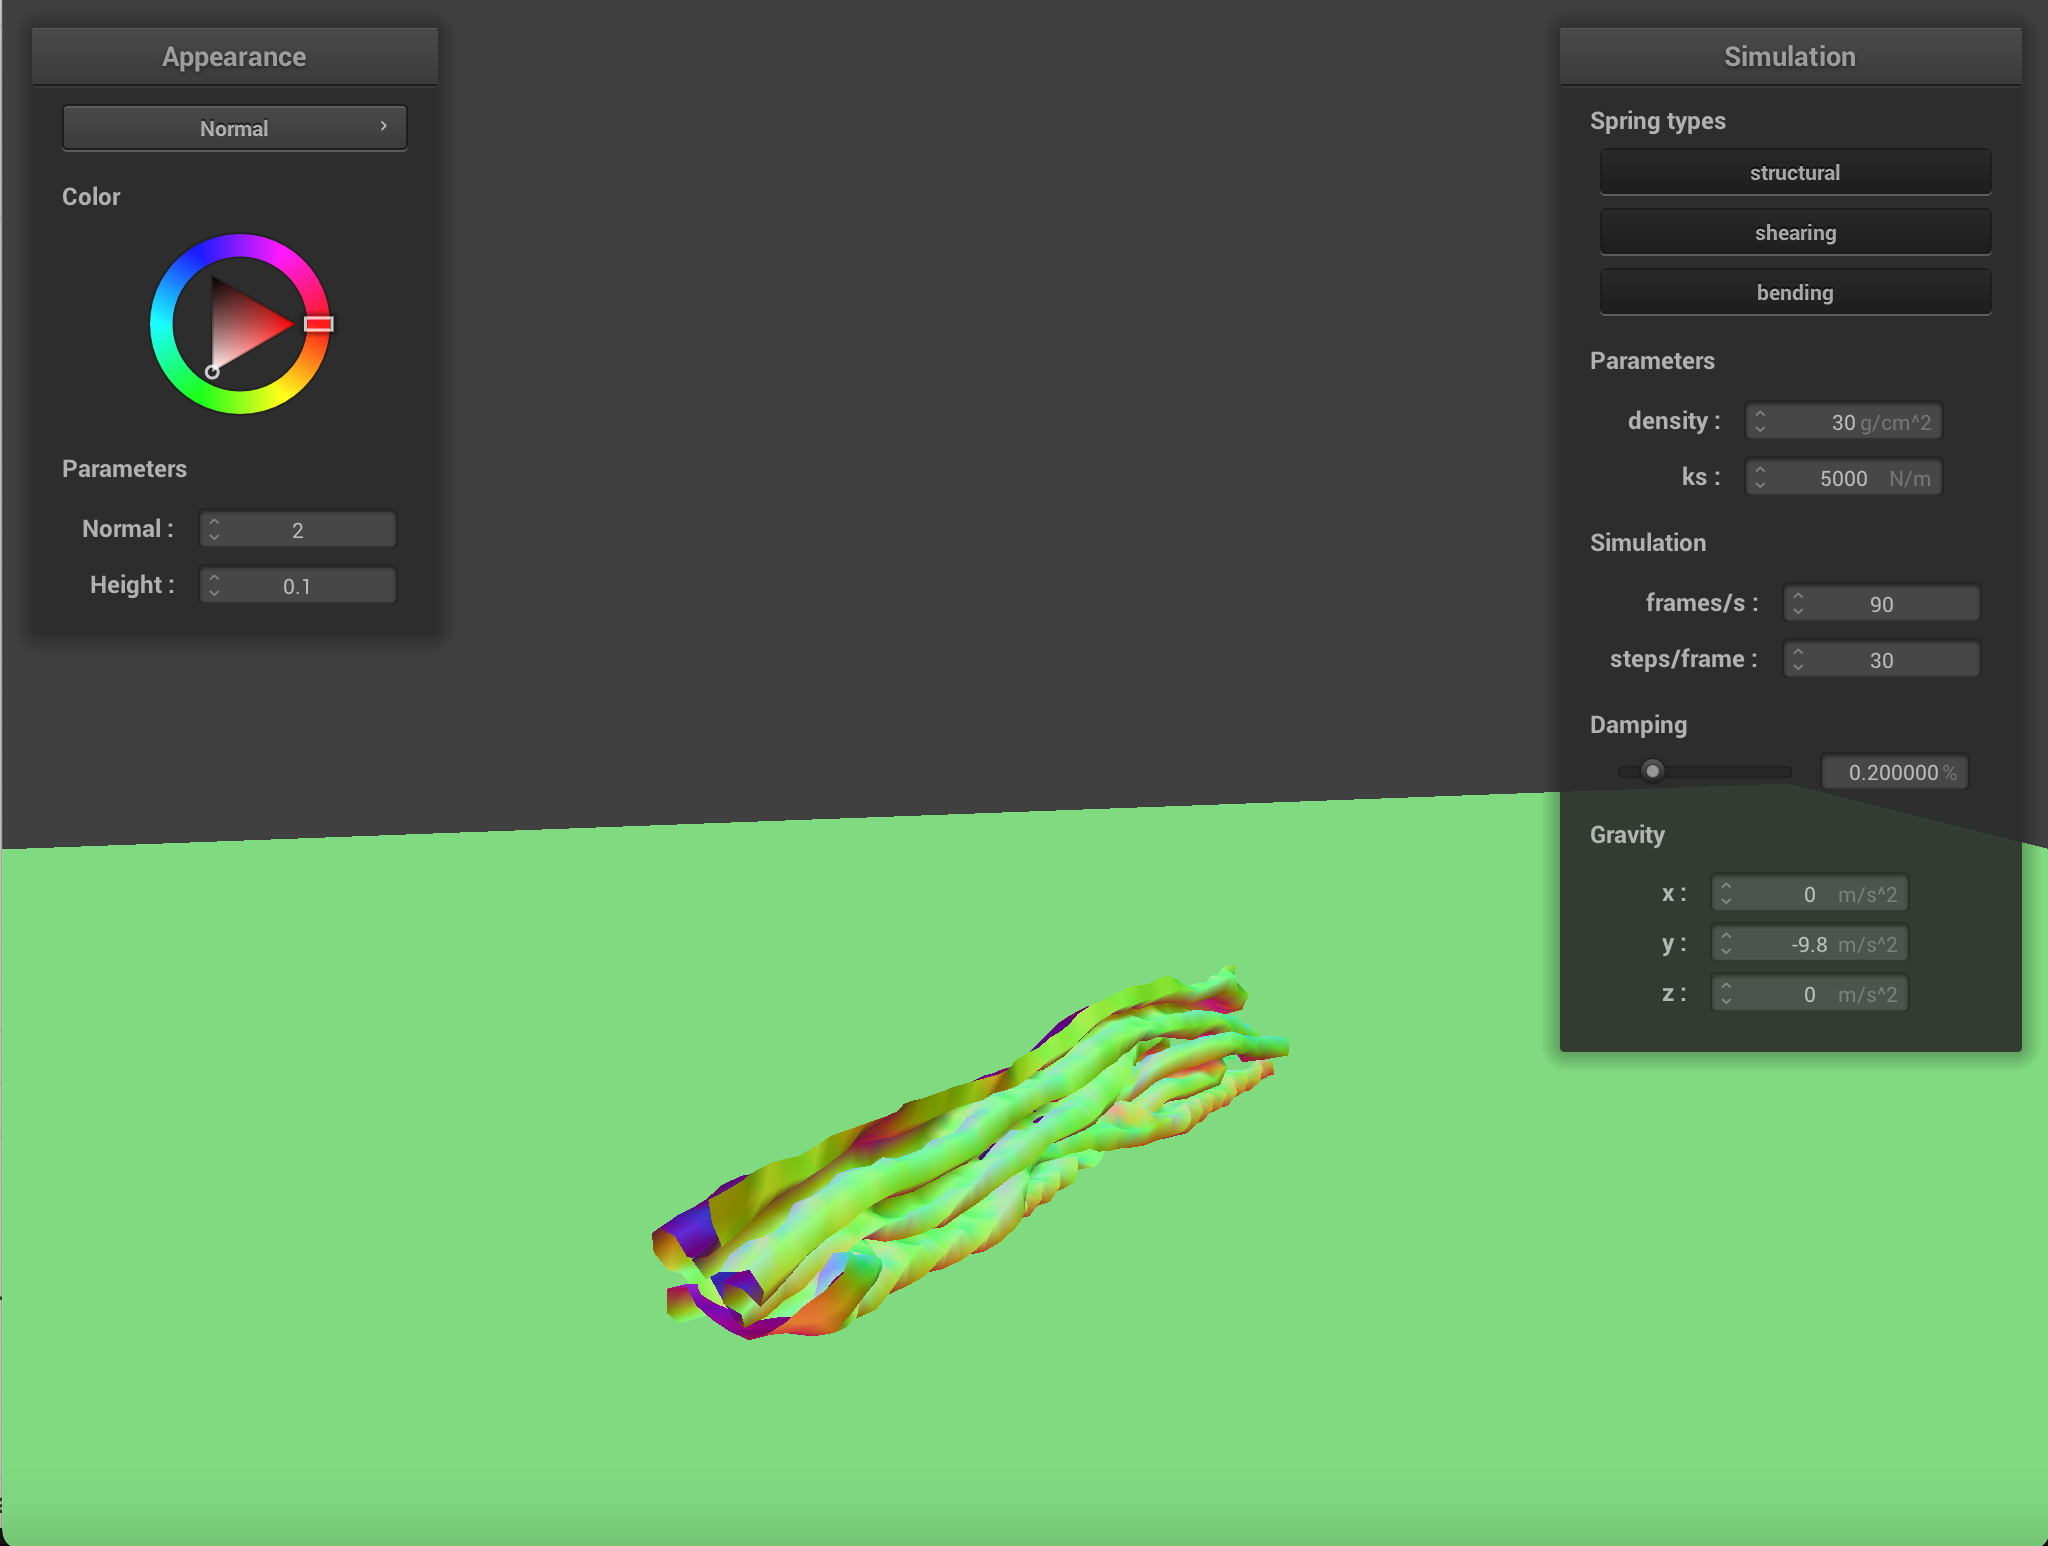 Appearance
Normal
Color
Parameters
Normal : 2
Height : 0.1
Simulation
Spring types
structural
shearing
bending
Parameters
density : 30 g/cm^2
ks : 5000 N/m
Simulation
frames/s : 90
steps/frame : 30
Damping
0.200000 %
Gravity
x : 0 m/s^2
y : -9.8 m/s^2
z : 0 m/s^2